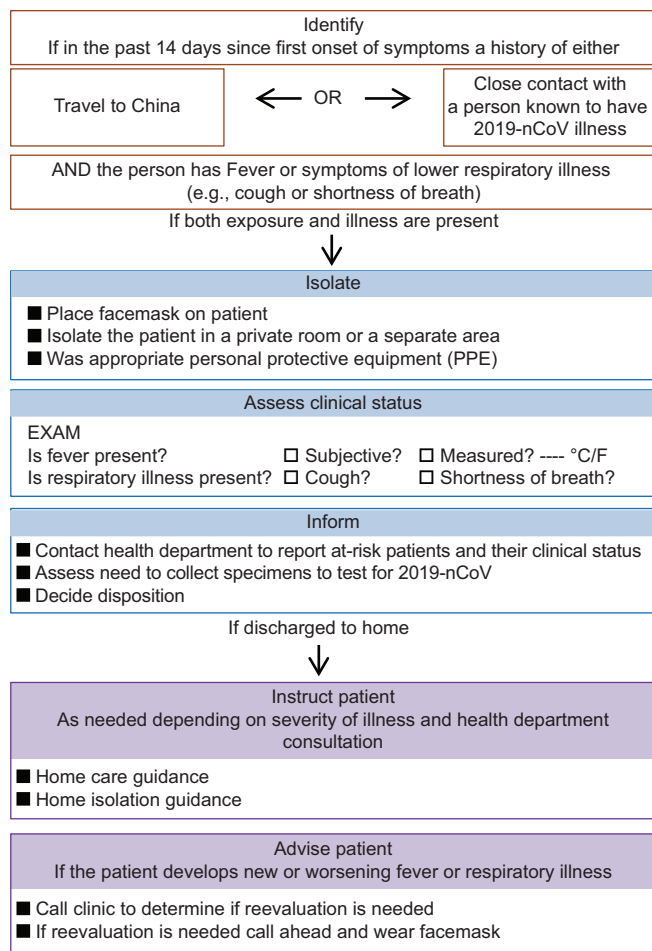 Identify
If in the past 14 days since first onset of symptoms a history of either
Travel to China
OR
Close contact with
a person known to have
2019-nCoV illness
AND the person has Fever or symptoms of lower respiratory illness
(e.g., cough or shortness of breath)
If both exposure and illness are present
Isolate
■ Place facemask on patient
■ Isolate the patient in a private room or a separate area
■ Was appropriate personal protective equipment (PPE)
Assess clinical status
EXAM
Is fever present? □ Subjective? □ Measured? ---- °C/F
Is respiratory illness present? □ Cough? □ Shortness of breath?
Inform
■ Contact health department to report at-risk patients and their clinical status
■ Assess need to collect specimens to test for 2019-nCoV
■ Decide disposition
If discharged to home
Instruct patient
As needed depending on severity of illness and health department
consultation
■ Home care guidance
■ Home isolation guidance
Advise patient
If the patient develops new or worsening fever or respiratory illness
■ Call clinic to determine if reevaluation is needed
■ If reevaluation is needed call ahead and wear facemask